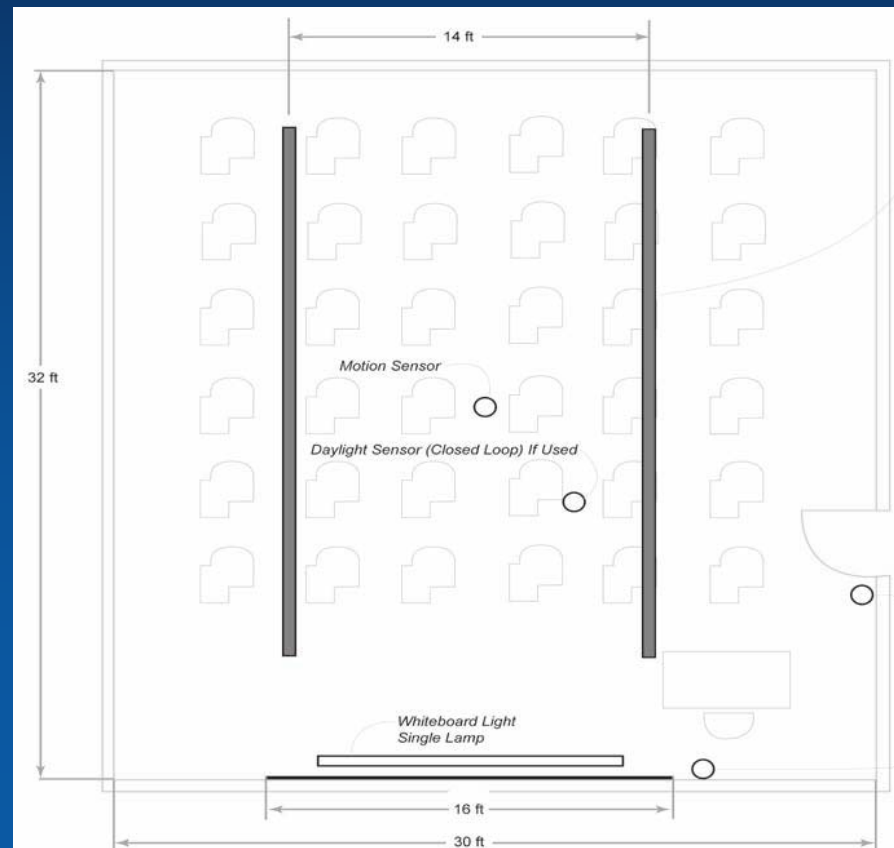 14 ft
32 ft
Motion Sensor
Daylight Sensor (Closed Loop) If Used
Whiteboard Light
Single Lamp
16 ft
30 ft